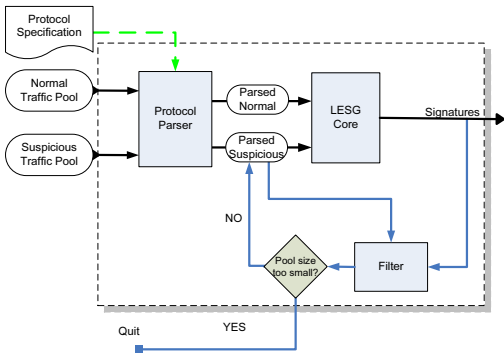 Protocol
Specification
Normal
Traffic Pool
Suspicious
Traffic Pool
Protocol
Parser
Parsed
Normal
Parsed
Suspicious
LESG
Core
Signatures
NO
Pool size
too small?
Filter
YES
Quit